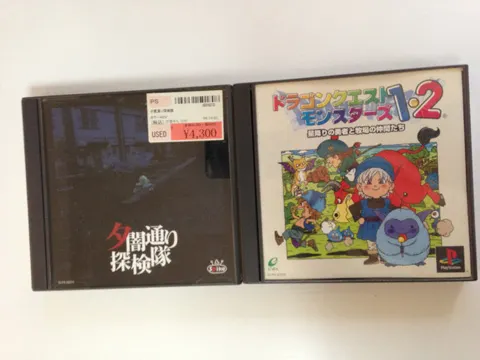 PS
USED
¥4,300
夕闇通り
探検隊
Spike
ドラゴンクエスト
モンスターズ1・2
星降りの勇者と牧場の仲間たち
ENIX
PlayStation